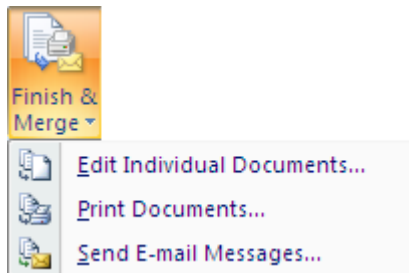 Finish &
Merge
Edit Individual Documents...
Print Documents...
Send E-mail Messages...